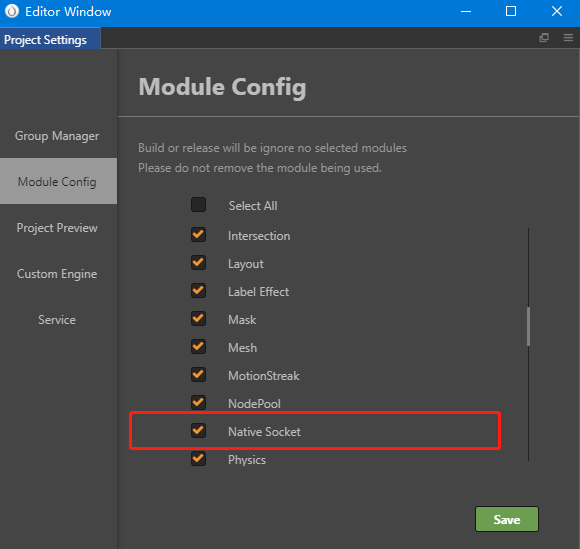 Editor Window
Project Settings
Module Config
Group Manager
Module Config
Project Preview
Custom Engine
Service
Build or release will be ignore no selected modules
Please do not remove the module being used.
Select All
Intersection
Layout
Label Effect
Mask
Mesh
MotionStreak
NodePool
Native Socket
Physics
Save